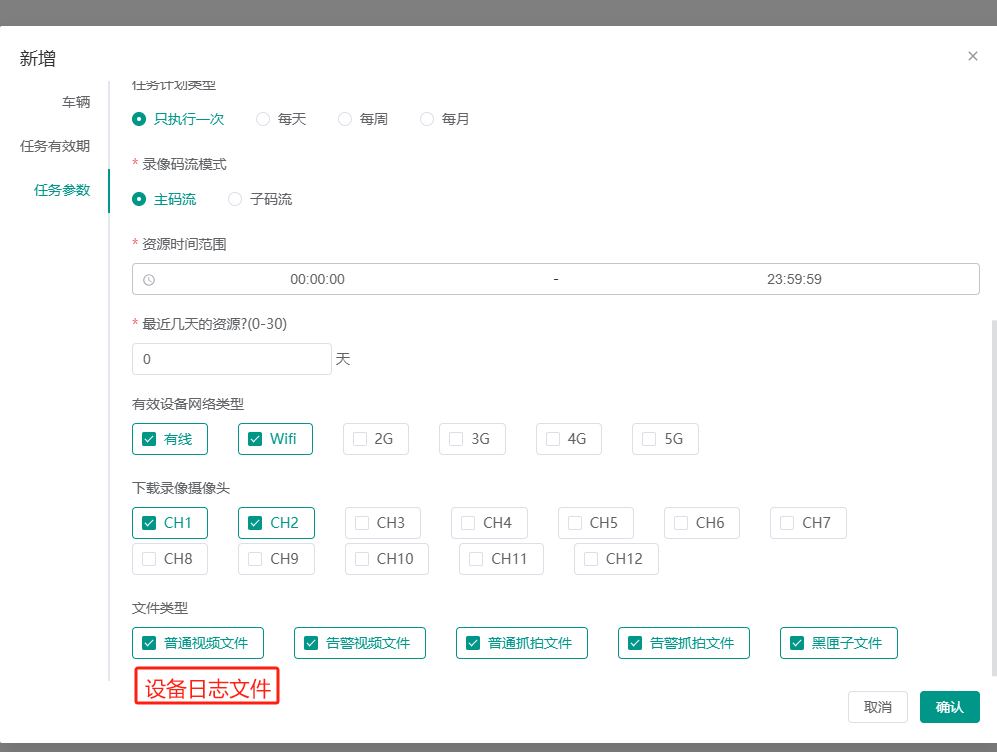 新增
车辆
任务有效期
任务参数
任务计划类型
只执行一次 每天 每周 每月
* 录像码流模式
主码流 子码流
* 资源时间范围
00:00:00 - 23:59:59
* 最近几天的资源?(0-30)
0 天
有效设备网络类型
有线 Wifi 2G 3G 4G 5G
下载录像摄像头
CH1 CH2 CH3 CH4 CH5 CH6 CH7
CH8 CH9 CH10 CH11 CH12
文件类型
普通视频文件 告警视频文件 普通抓拍文件 告警抓拍文件 黑匣子文件
设备日志文件
取消 确认